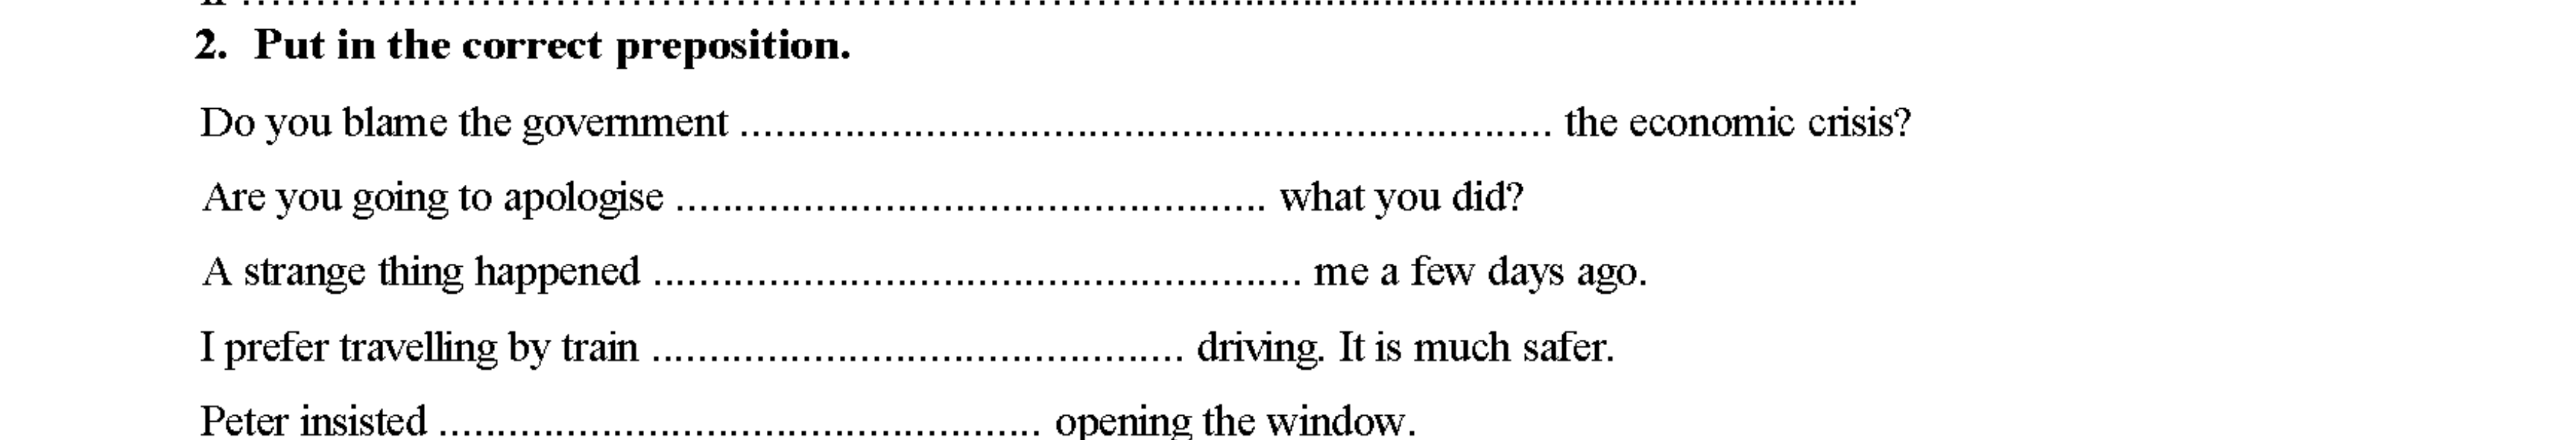 2. Put in the correct preposition.
Do you blame the government ...................................................................... the economic crisis?
Are you going to apologise ................................................... what you did?
A strange thing happened ........................................................ me a few days ago.
I prefer travelling by train .............................................. driving. It is much safer.
Peter insisted .................................................... opening the window.